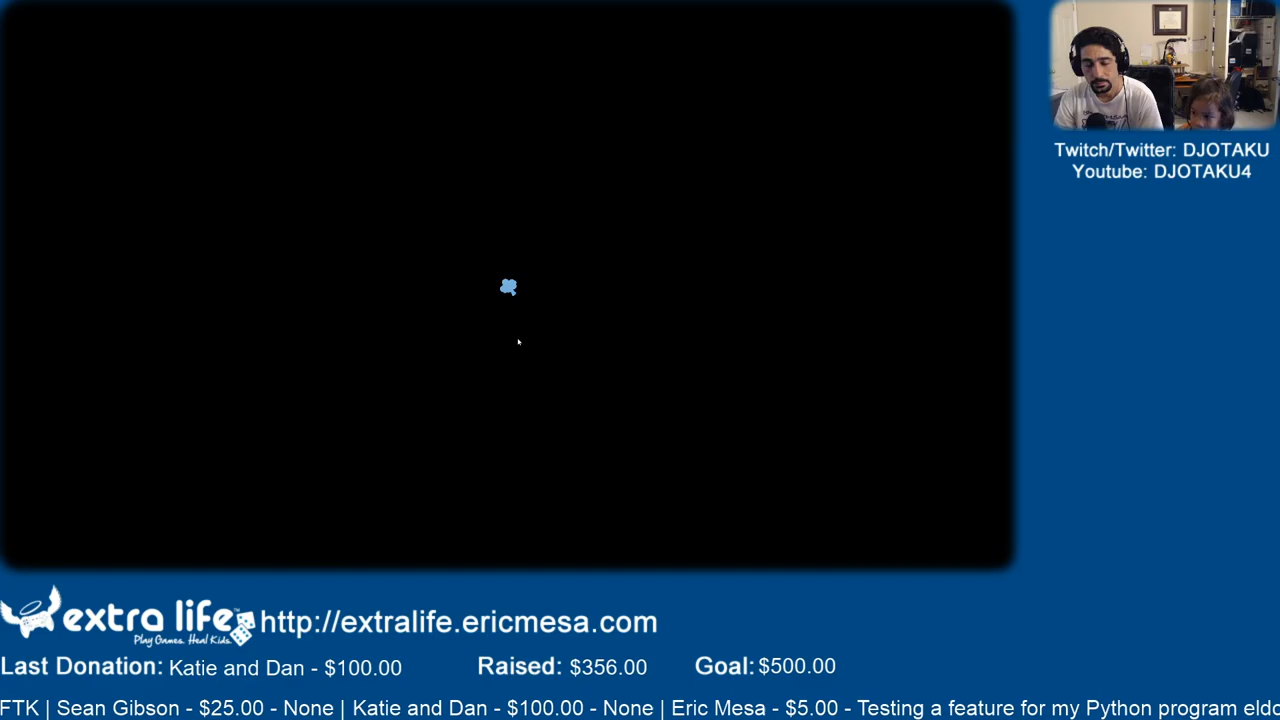 Twitch/Twitter: DJOTAKU
Youtube: DJOTAKU4
extra life
Play Games. Heal Kids.
http://extralife.ericmesa.com
Last Donation: Katie and Dan - $100.00 Raised: $356.00 Goal: $500.00
FTK | Sean Gibson - $25.00 - None | Katie and Dan - $100.00 - None | Eric Mesa - $5.00 - Testing a feature for my Python program eldo